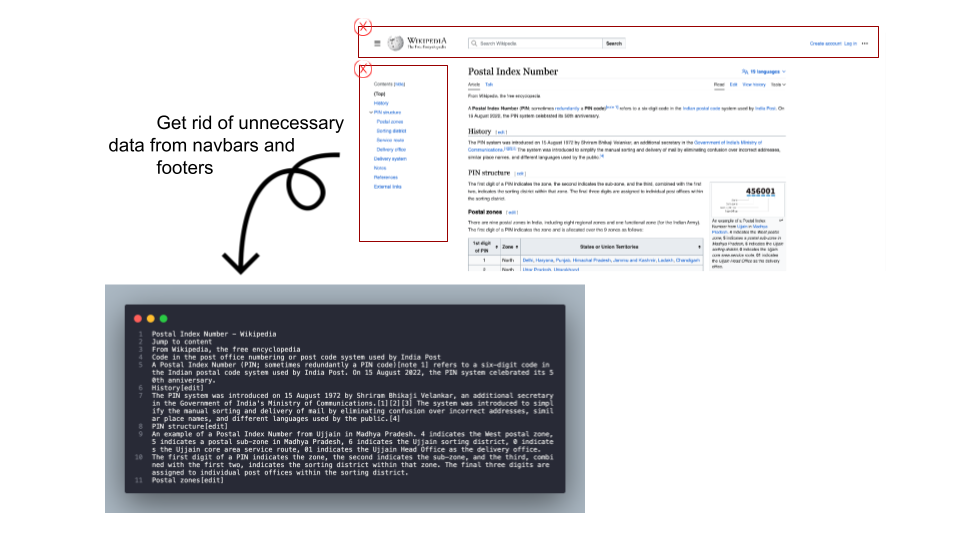 WIKIPEDIA
The Free Encyclopedia
Search Wikipedia
Search
Create account Log in
Get rid of unnecessary
data from navbars and
footers
Contents [hide]
(Top)
History
PIN structure
Postal zones
Sorting district
Service route
Delivery office
Delivery system
Notes
References
External links
Postal Index Number
15 languages
Article Talk
Read Edit View history Tools
From Wikipedia, the free encyclopedia
A Postal Index Number (PIN; sometimes redundantly a PIN code)[note 1] refers to a six-digit code in the Indian postal code system used by India Post. On
15 August 2022, the PIN system celebrated its 50th anniversary.
History [edit]
The PIN system was introduced on 15 August 1972 by Shriram Bhikaji Velankar, an additional secretary in the Government of India's Ministry of
Communications.[1][2][3] The system was introduced to simplify the manual sorting and delivery of mail by eliminating confusion over incorrect addresses,
similar place names, and different languages used by the public.[4]
PIN structure [edit]
The first digit of a PIN indicates the zone, the second indicates the sub-zone, and the third, combined with the first
two, indicates the sorting district within that zone. The final three digits are assigned to individual post offices within
the sorting district.
Postal zones [edit]
There are nine postal zones in India, including eight regional zones and one functional zone (for the Indian Army).
The first digit of a PIN indicates the zone and is allocated over the 9 zones as follows:
1st digit
of PIN
Zone
States or Union Territories
1 North Delhi, Haryana, Punjab, Himachal Pradesh, Jammu and Kashmir, Ladakh, Chandigarh
2 North Uttar Pradesh, Uttarakhand
456001
An example of a Postal Index
Number from Ujjain in Madhya
Pradesh. 4 indicates the West postal
zone, 5 indicates a postal sub-zone in
Madhya Pradesh, 6 indicates the Ujjain
sorting district, 0 indicates the Ujjain
core area service route, 01 indicates
the Ujjain Head Office as the delivery
office.
1 Postal Index Number - Wikipedia
2 Jump to content
3 From Wikipedia, the free encyclopedia
4 Code in the post office numbering or post code system used by India Post
5 A Postal Index Number (PIN; sometimes redundantly a PIN code)[note 1] refers to a six-digit code in
the Indian postal code system used by India Post. On 15 August 2022, the PIN system celebrated its 5
0th anniversary.
6 History[edit]
7 The PIN system was introduced on 15 August 1972 by Shriram Bhikaji Velankar, an additional secretary
in the Government of India's Ministry of Communications.[1][2][3] The system was introduced to simpl
ify the manual sorting and delivery of mail by eliminating confusion over incorrect addresses, simil
ar place names, and different languages used by the public.[4]
8 PIN structure[edit]
9 An example of a Postal Index Number from Ujjain in Madhya Pradesh. 4 indicates the West postal zone,
5 indicates a postal sub-zone in Madhya Pradesh, 6 indicates the Ujjain sorting district, 0 indicate
s the Ujjain core area service route, 01 indicates the Ujjain Head Office as the delivery office.
10 The first digit of a PIN indicates the zone, the second indicates the sub-zone, and the third, combi
ned with the first two, indicates the sorting district within that zone. The final three digits are
assigned to individual post offices within the sorting district.
11 Postal zones[edit]